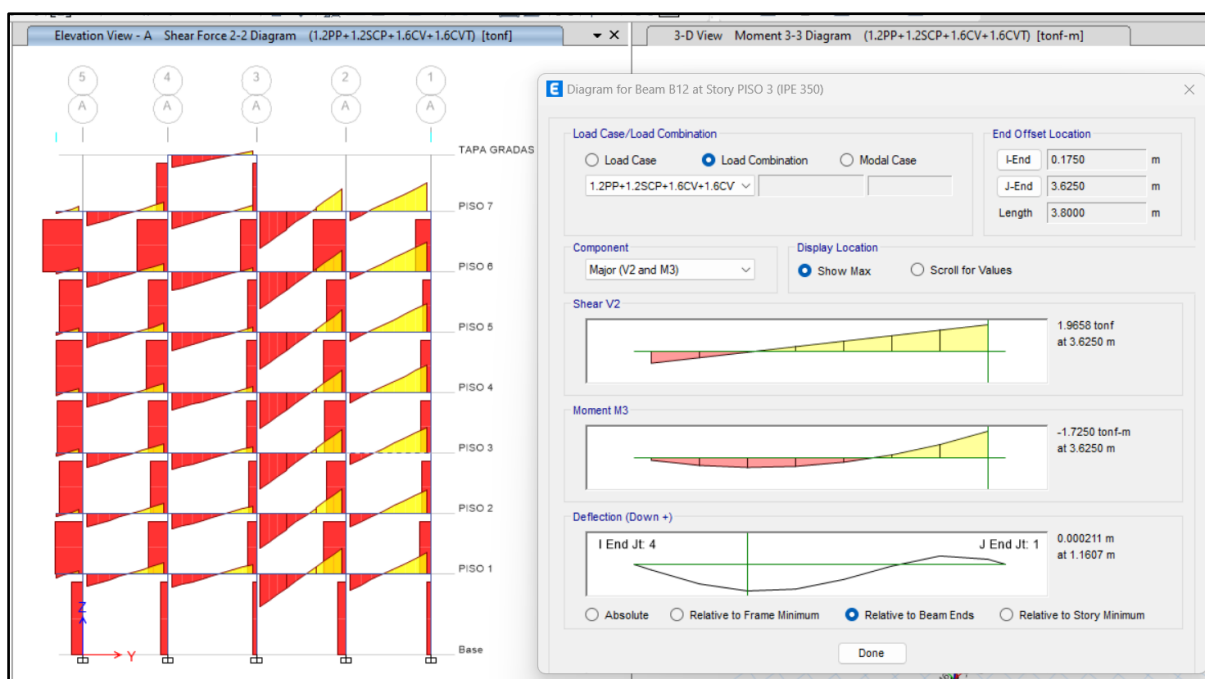 Elevation View - A Shear Force 2-2 Diagram (1.2PP+1.2SCP+1.6CV+1.6CVT) [tonf]
3-D View Moment 3-3 Diagram (1.2PP+1.2SCP+1.6CV+1.6CVT) [tonf-m]
5 4 3 2 1
A A A A A
TAPA GRADAS
PISO 7
PISO 6
PISO 5
PISO 4
PISO 3
PISO 2
PISO 1
Base
Z
Y
E Diagram for Beam B12 at Story PISO 3 (IPE 350)
Load Case/Load Combination
Load Case Load Combination Modal Case
1.2PP+1.2SCP+1.6CV+1.6CV
End Offset Location
I-End 0.1750 m
J-End 3.6250 m
Length 3.8000 m
Component
Major (V2 and M3)
Display Location
Show Max Scroll for Values
Shear V2
1.9658 tonf
at 3.6250 m
Moment M3
-1.7250 tonf-m
at 3.6250 m
Deflection (Down +)
I End Jt: 4 J End Jt: 1
0.000211 m
at 1.1607 m
Absolute Relative to Frame Minimum Relative to Beam Ends Relative to Story Minimum
Done